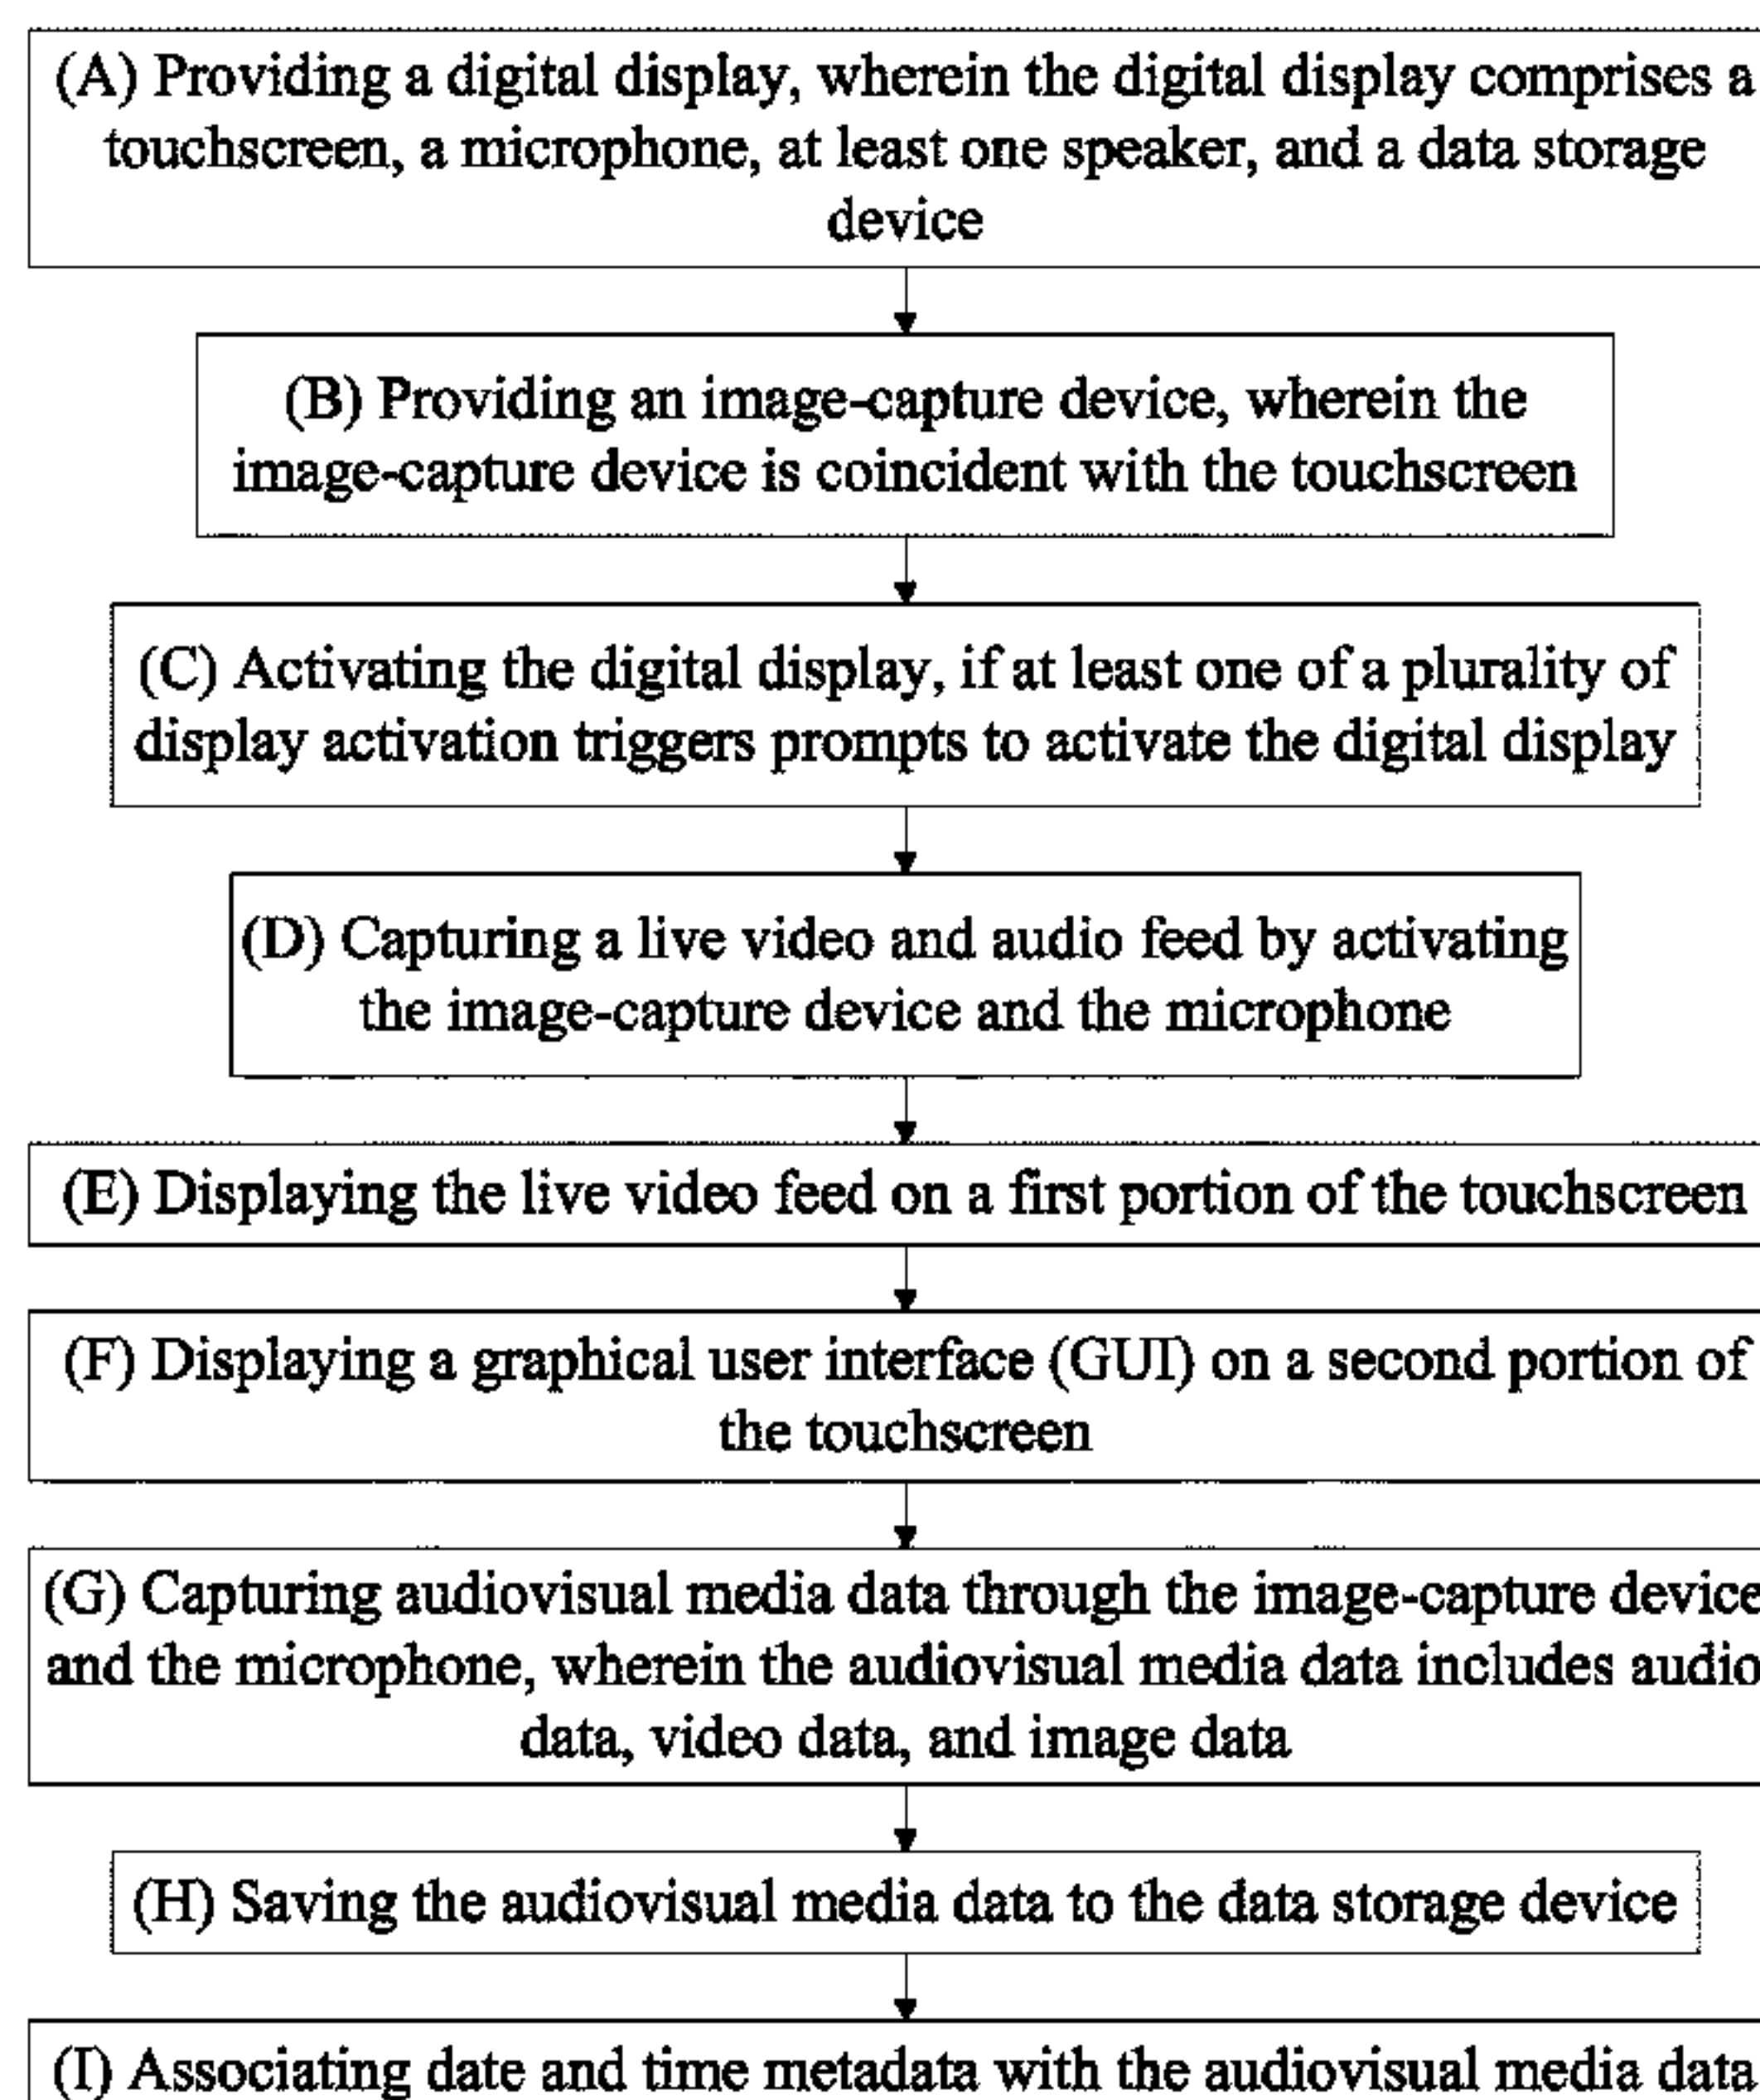 (A) Providing a digital display, wherein the digital display comprises a
touchscreen, a microphone, at least one speaker, and a data storage
device
(B) Providing an image-capture device, wherein the
image-capture device is coincident with the touchscreen
(C) Activating the digital display, if at least one of a plurality of
display activation triggers prompts to activate the digital display
(D) Capturing a live video and audio feed by activating
the image-capture device and the microphone
(E) Displaying the live video feed on a first portion of the touchscreen
(F) Displaying a graphical user interface (GUI) on a second portion of
the touchscreen
(G) Capturing audiovisual media data through the image-capture device
and the microphone, wherein the audiovisual media data includes audio
data, video data, and image data
(H) Saving the audiovisual media data to the data storage device
(I) Associating date and time metadata with the audiovisual media data